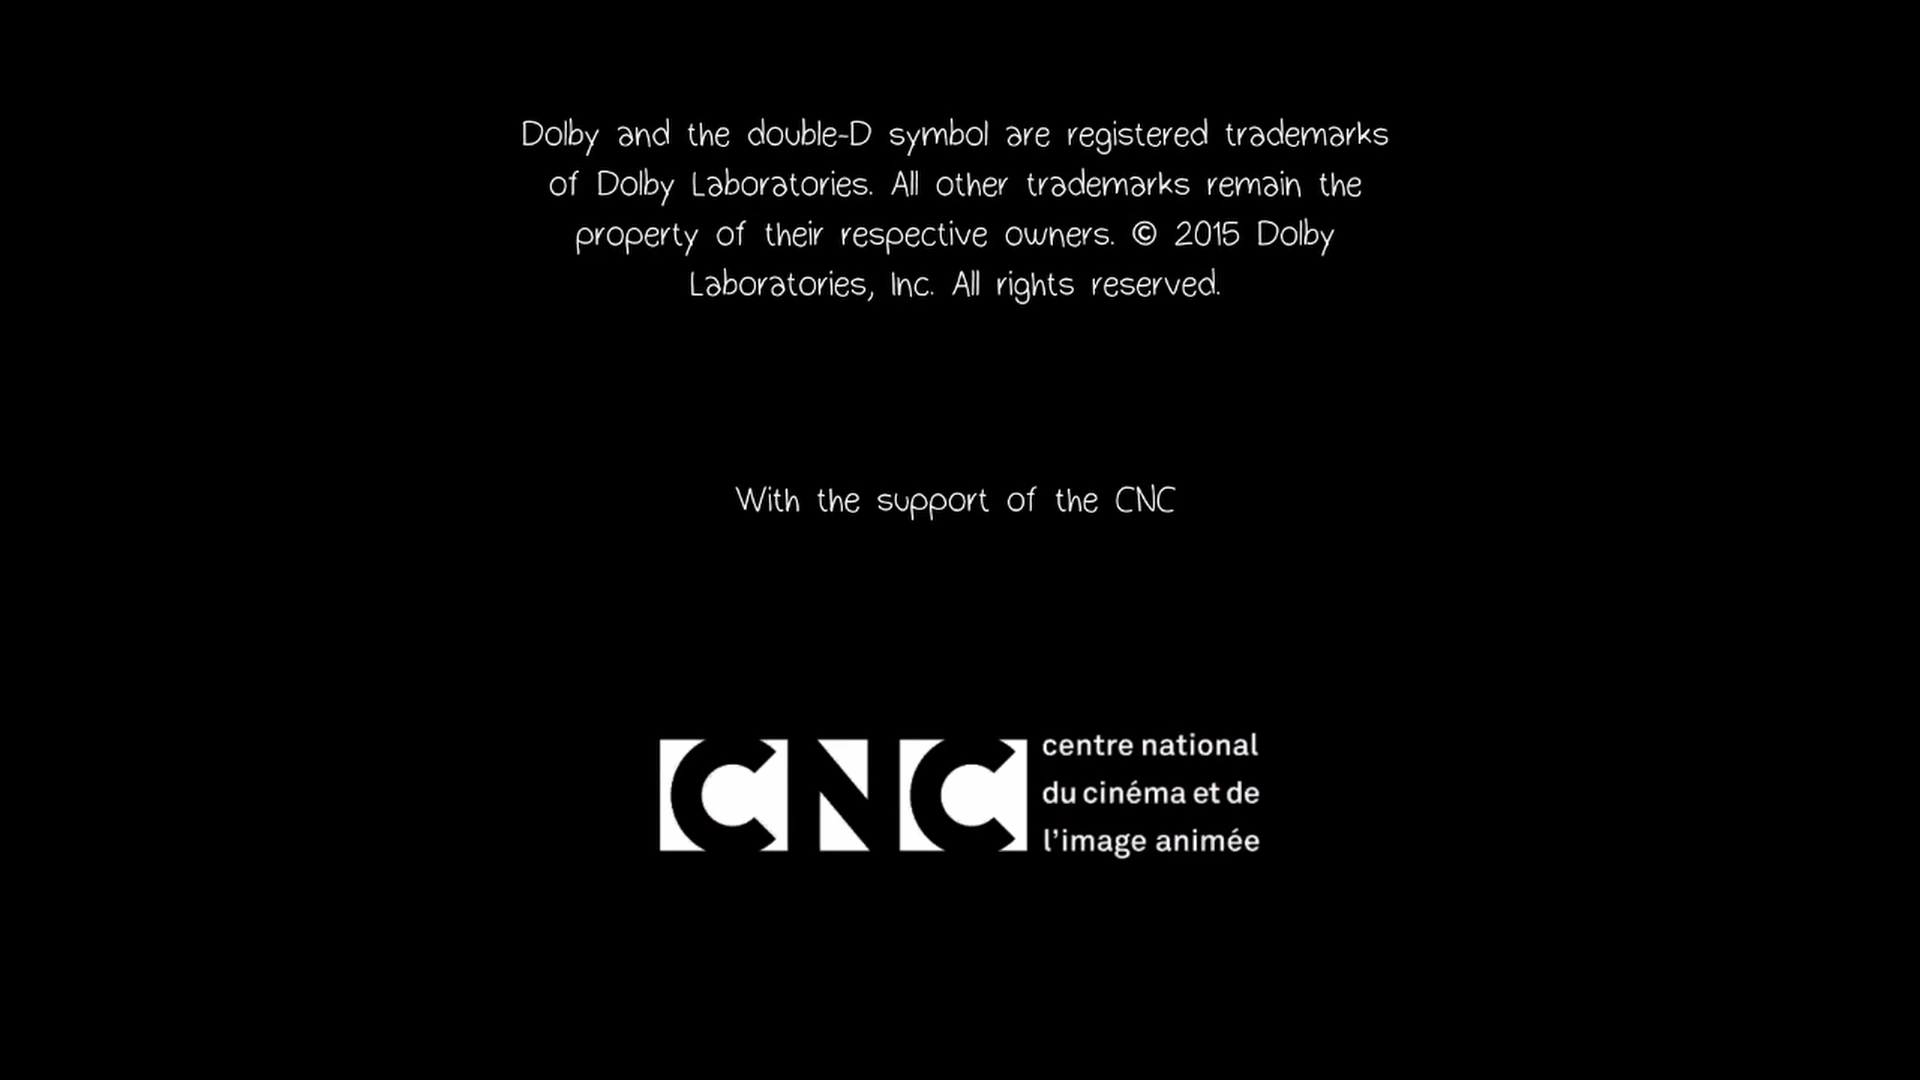 Dolby and the double-D symbol are registered trademarks
of Dolby Laboratories. All other trademarks remain the
property of their respective owners. © 2015 Dolby
Laboratories, Inc. All rights reserved.
With the support of the CNC
CNC
centre national
du cinéma et de
l'image animée